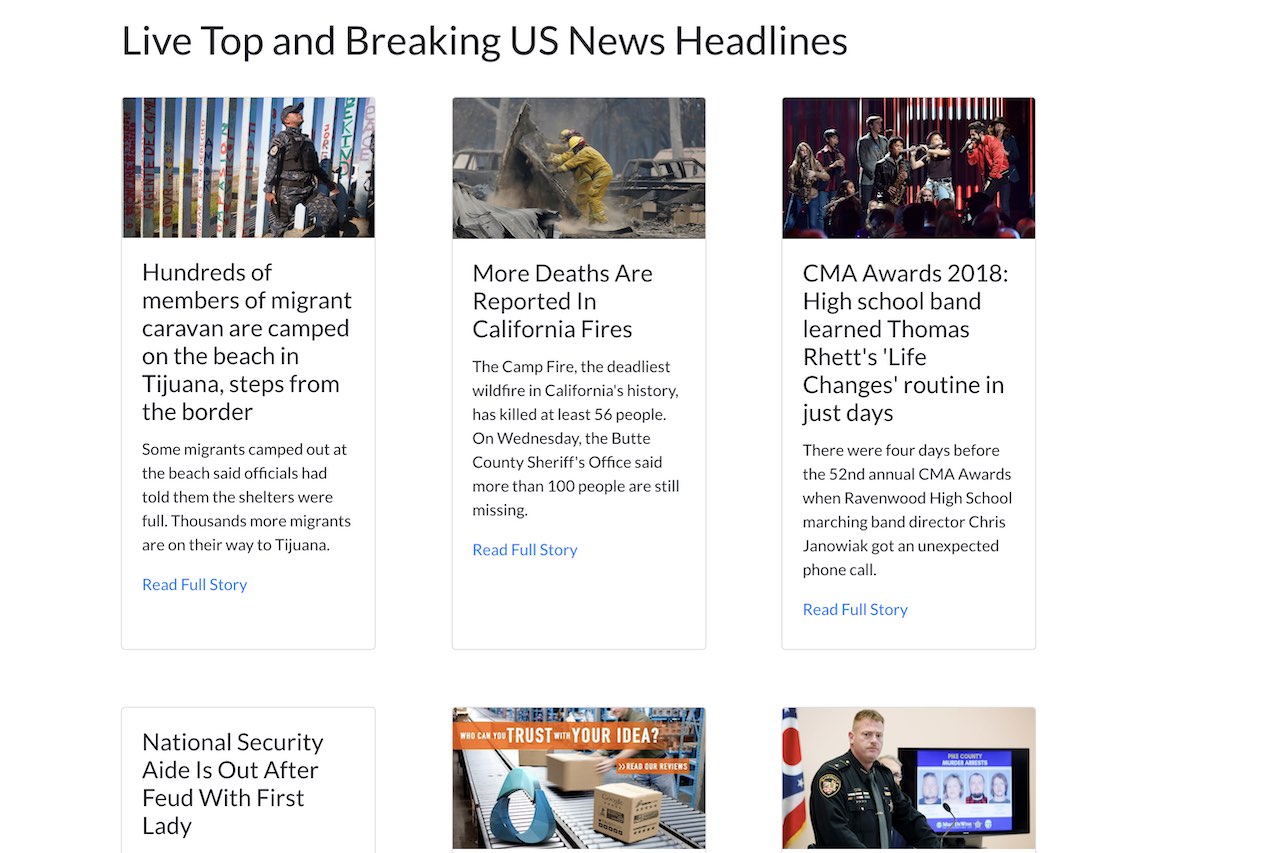 Live Top and Breaking US News Headlines
Hundreds of
members of migrant
caravan are camped
on the beach in
Tijuana, steps from
the border
Some migrants camped out at
the beach said officials had
told them the shelters were
full. Thousands more migrants
are on their way to Tijuana.
Read Full Story
More Deaths Are
Reported In
California Fires
The Camp Fire, the deadliest
wildfire in California's history,
has killed at least 56 people.
On Wednesday, the Butte
County Sheriff's Office said
more than 100 people are still
missing.
Read Full Story
CMA Awards 2018:
High school band
learned Thomas
Rhett's 'Life
Changes' routine in
just days
There were four days before
the 52nd annual CMA Awards
when Ravenwood High School
marching band director Chris
Janowiak got an unexpected
phone call.
Read Full Story
National Security
Aide Is Out After
Feud With First
Lady
WHO CAN YOU TRUST WITH YOUR IDEA?
>>READ OUR REVIEWS
PIKE COUNTY
MURDER ARRESTS